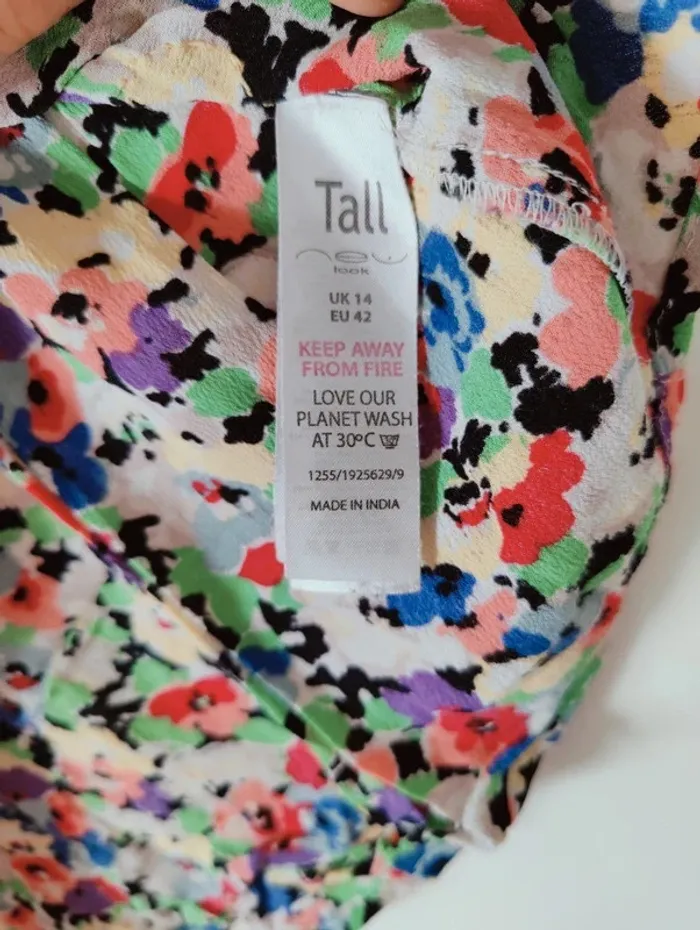 Tall
new
look
UK 14
EU 42
KEEP AWAY
FROM FIRE
LOVE OUR
PLANET WASH
AT 30ºC
1255/1925629/9
MADE IN INDIA